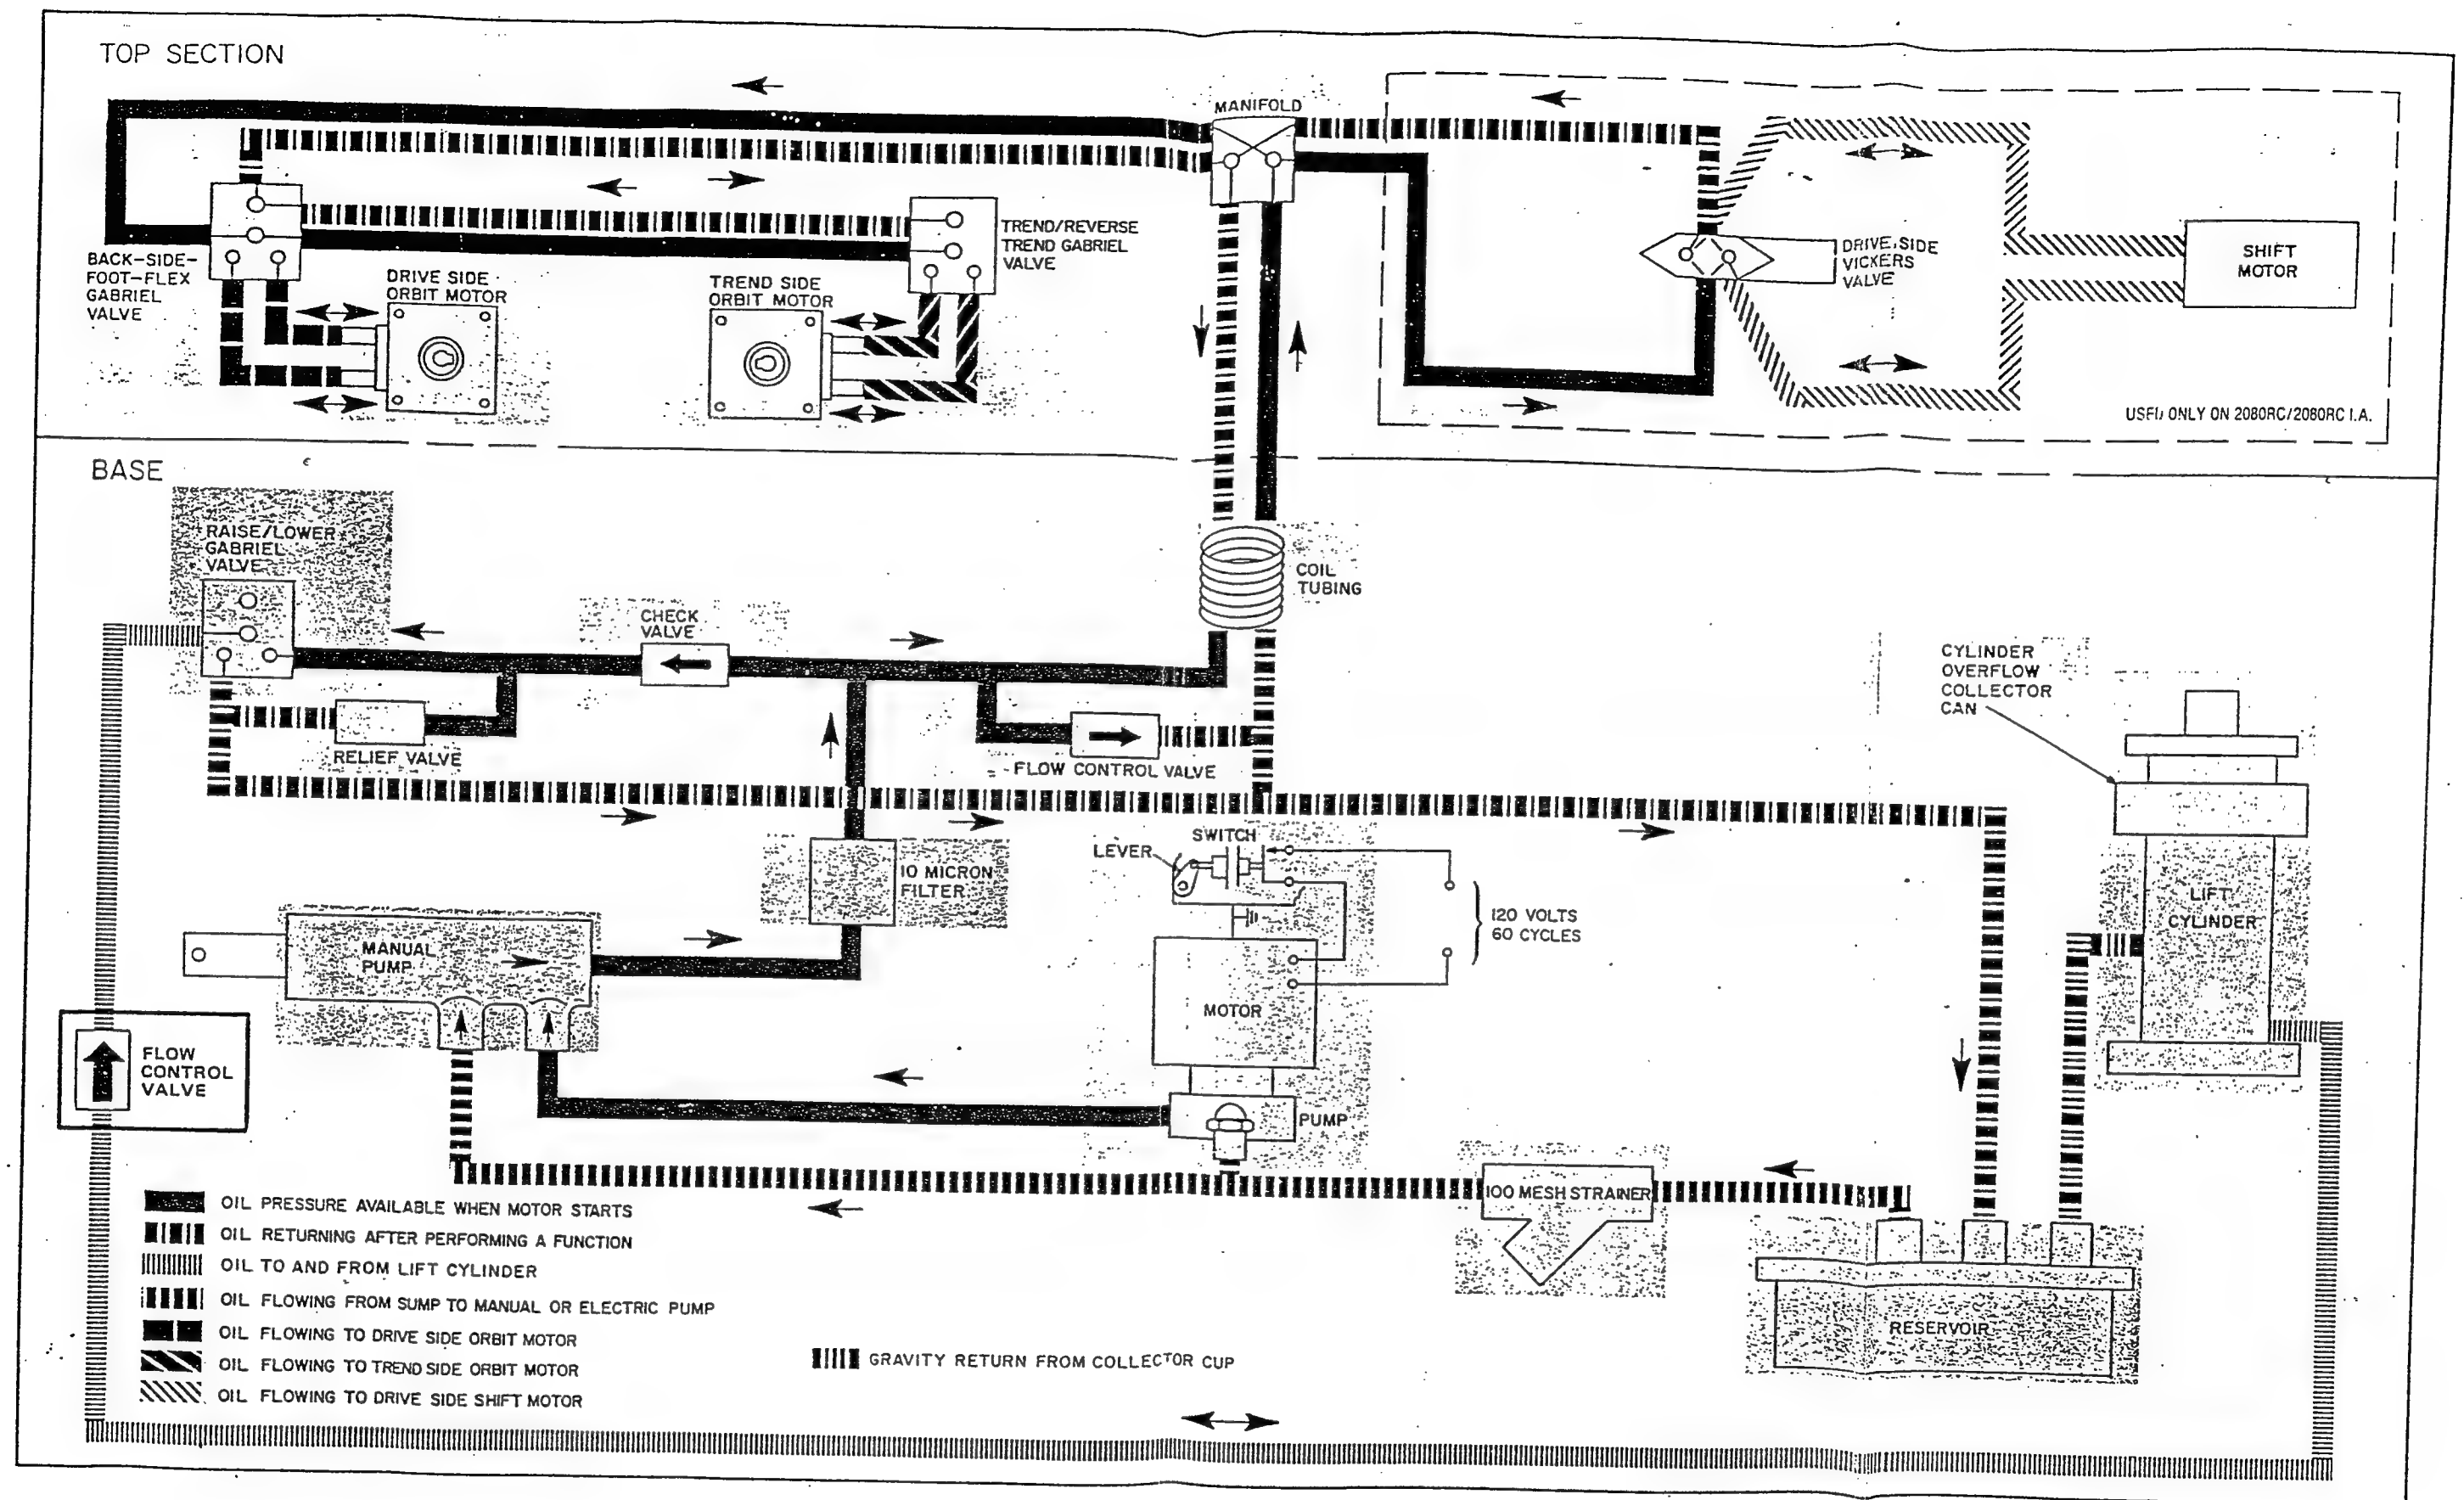 TOP SECTION
MANIFOLD
BACK-SIDE-
FOOT-FLEX
GABRIEL
VALVE
DRIVE SIDE
ORBIT MOTOR
TREND SIDE
ORBIT MOTOR
TREND/REVERSE
TREND GABRIEL
VALVE
DRIVE SIDE
VICKERS
VALVE
SHIFT
MOTOR
USED ONLY ON 2080RC/2080RC I.A.
BASE
RAISE/LOWER
GABRIEL
VALVE
CHECK
VALVE
COIL
TUBING
RELIEF VALVE
FLOW CONTROL VALVE
CYLINDER
OVERFLOW
COLLECTOR
CAN
10 MICRON
FILTER
SWITCH
LEVER
120 VOLTS
60 CYCLES
LIFT
CYLINDER
MANUAL
PUMP
MOTOR
FLOW
CONTROL
VALVE
PUMP
100 MESH STRAINER
RESERVOIR
OIL PRESSURE AVAILABLE WHEN MOTOR STARTS
OIL RETURNING AFTER PERFORMING A FUNCTION
OIL TO AND FROM LIFT CYLINDER
OIL FLOWING FROM SUMP TO MANUAL OR ELECTRIC PUMP
OIL FLOWING TO DRIVE SIDE ORBIT MOTOR
OIL FLOWING TO TREND SIDE ORBIT MOTOR
OIL FLOWING TO DRIVE SIDE SHIFT MOTOR
GRAVITY RETURN FROM COLLECTOR CUP